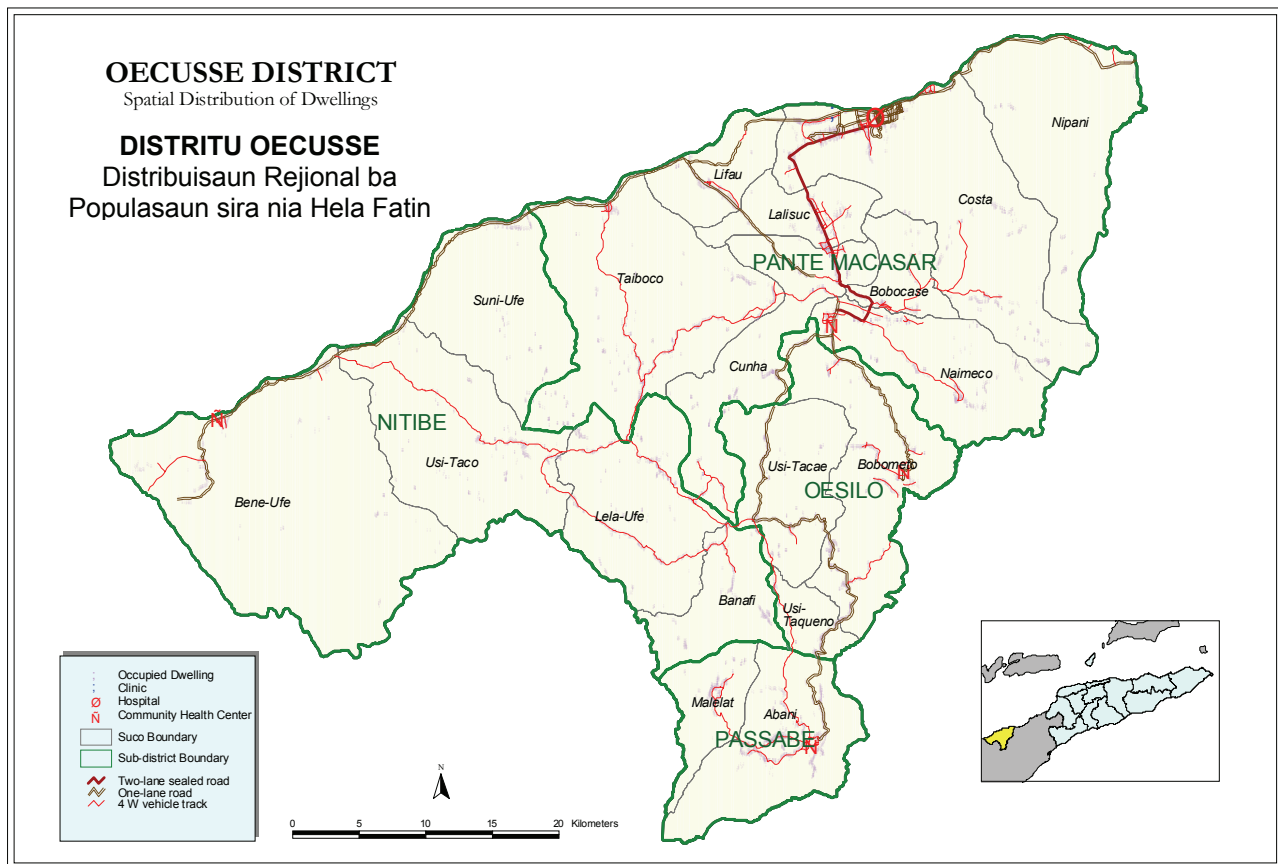 OECUSSE DISTRICT
Spatial Distribution of Dwellings
DISTRITU OECUSSE
Distribuisaun Rejional ba
Populasaun sira nia Hela Fatin
Nipani
Lifau
Costa
Lalisuc
PANTE MACASAR
Taiboco
Bobocase
Suni-Ufe
Cunha
Naimeco
NITIBE
Usi-Taco
Usi-Tacae
Bobometo
OESILO
Bene-Ufe
Lela-Ufe
Banafi
Usi-
Taqueno
Malelat
Abani
PASSABE
Ñ
Ñ
Ñ
Ñ
Ø
Occupied Dwelling
Clinic
Ø Hospital
Ñ Community Health Center
Suco Boundary
Sub-district Boundary
Two-lane sealed road
One-lane road
4 W vehicle track
N
0 5 10 15 20 Kilometers